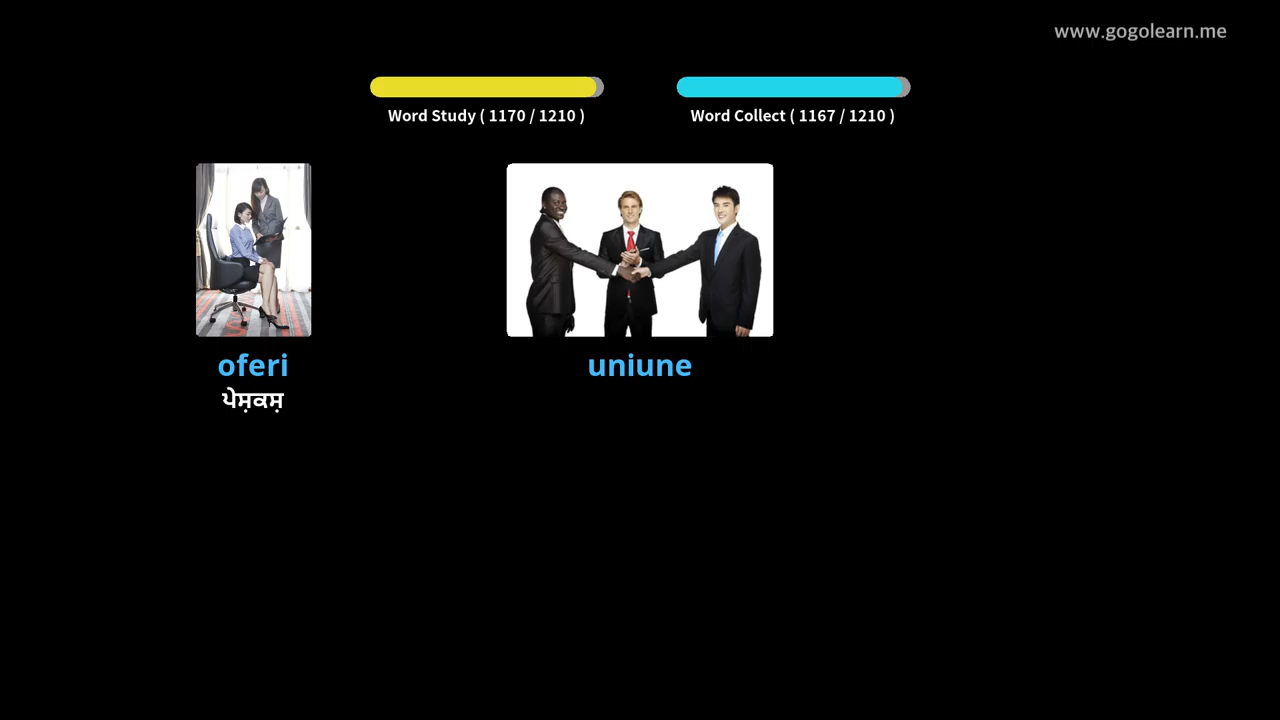 www.gogolearn.me
Word Study ( 1170 / 1210 )
Word Collect ( 1167 / 1210 )
oferi
uniune
ਪੇਸ਼ਕਸ਼